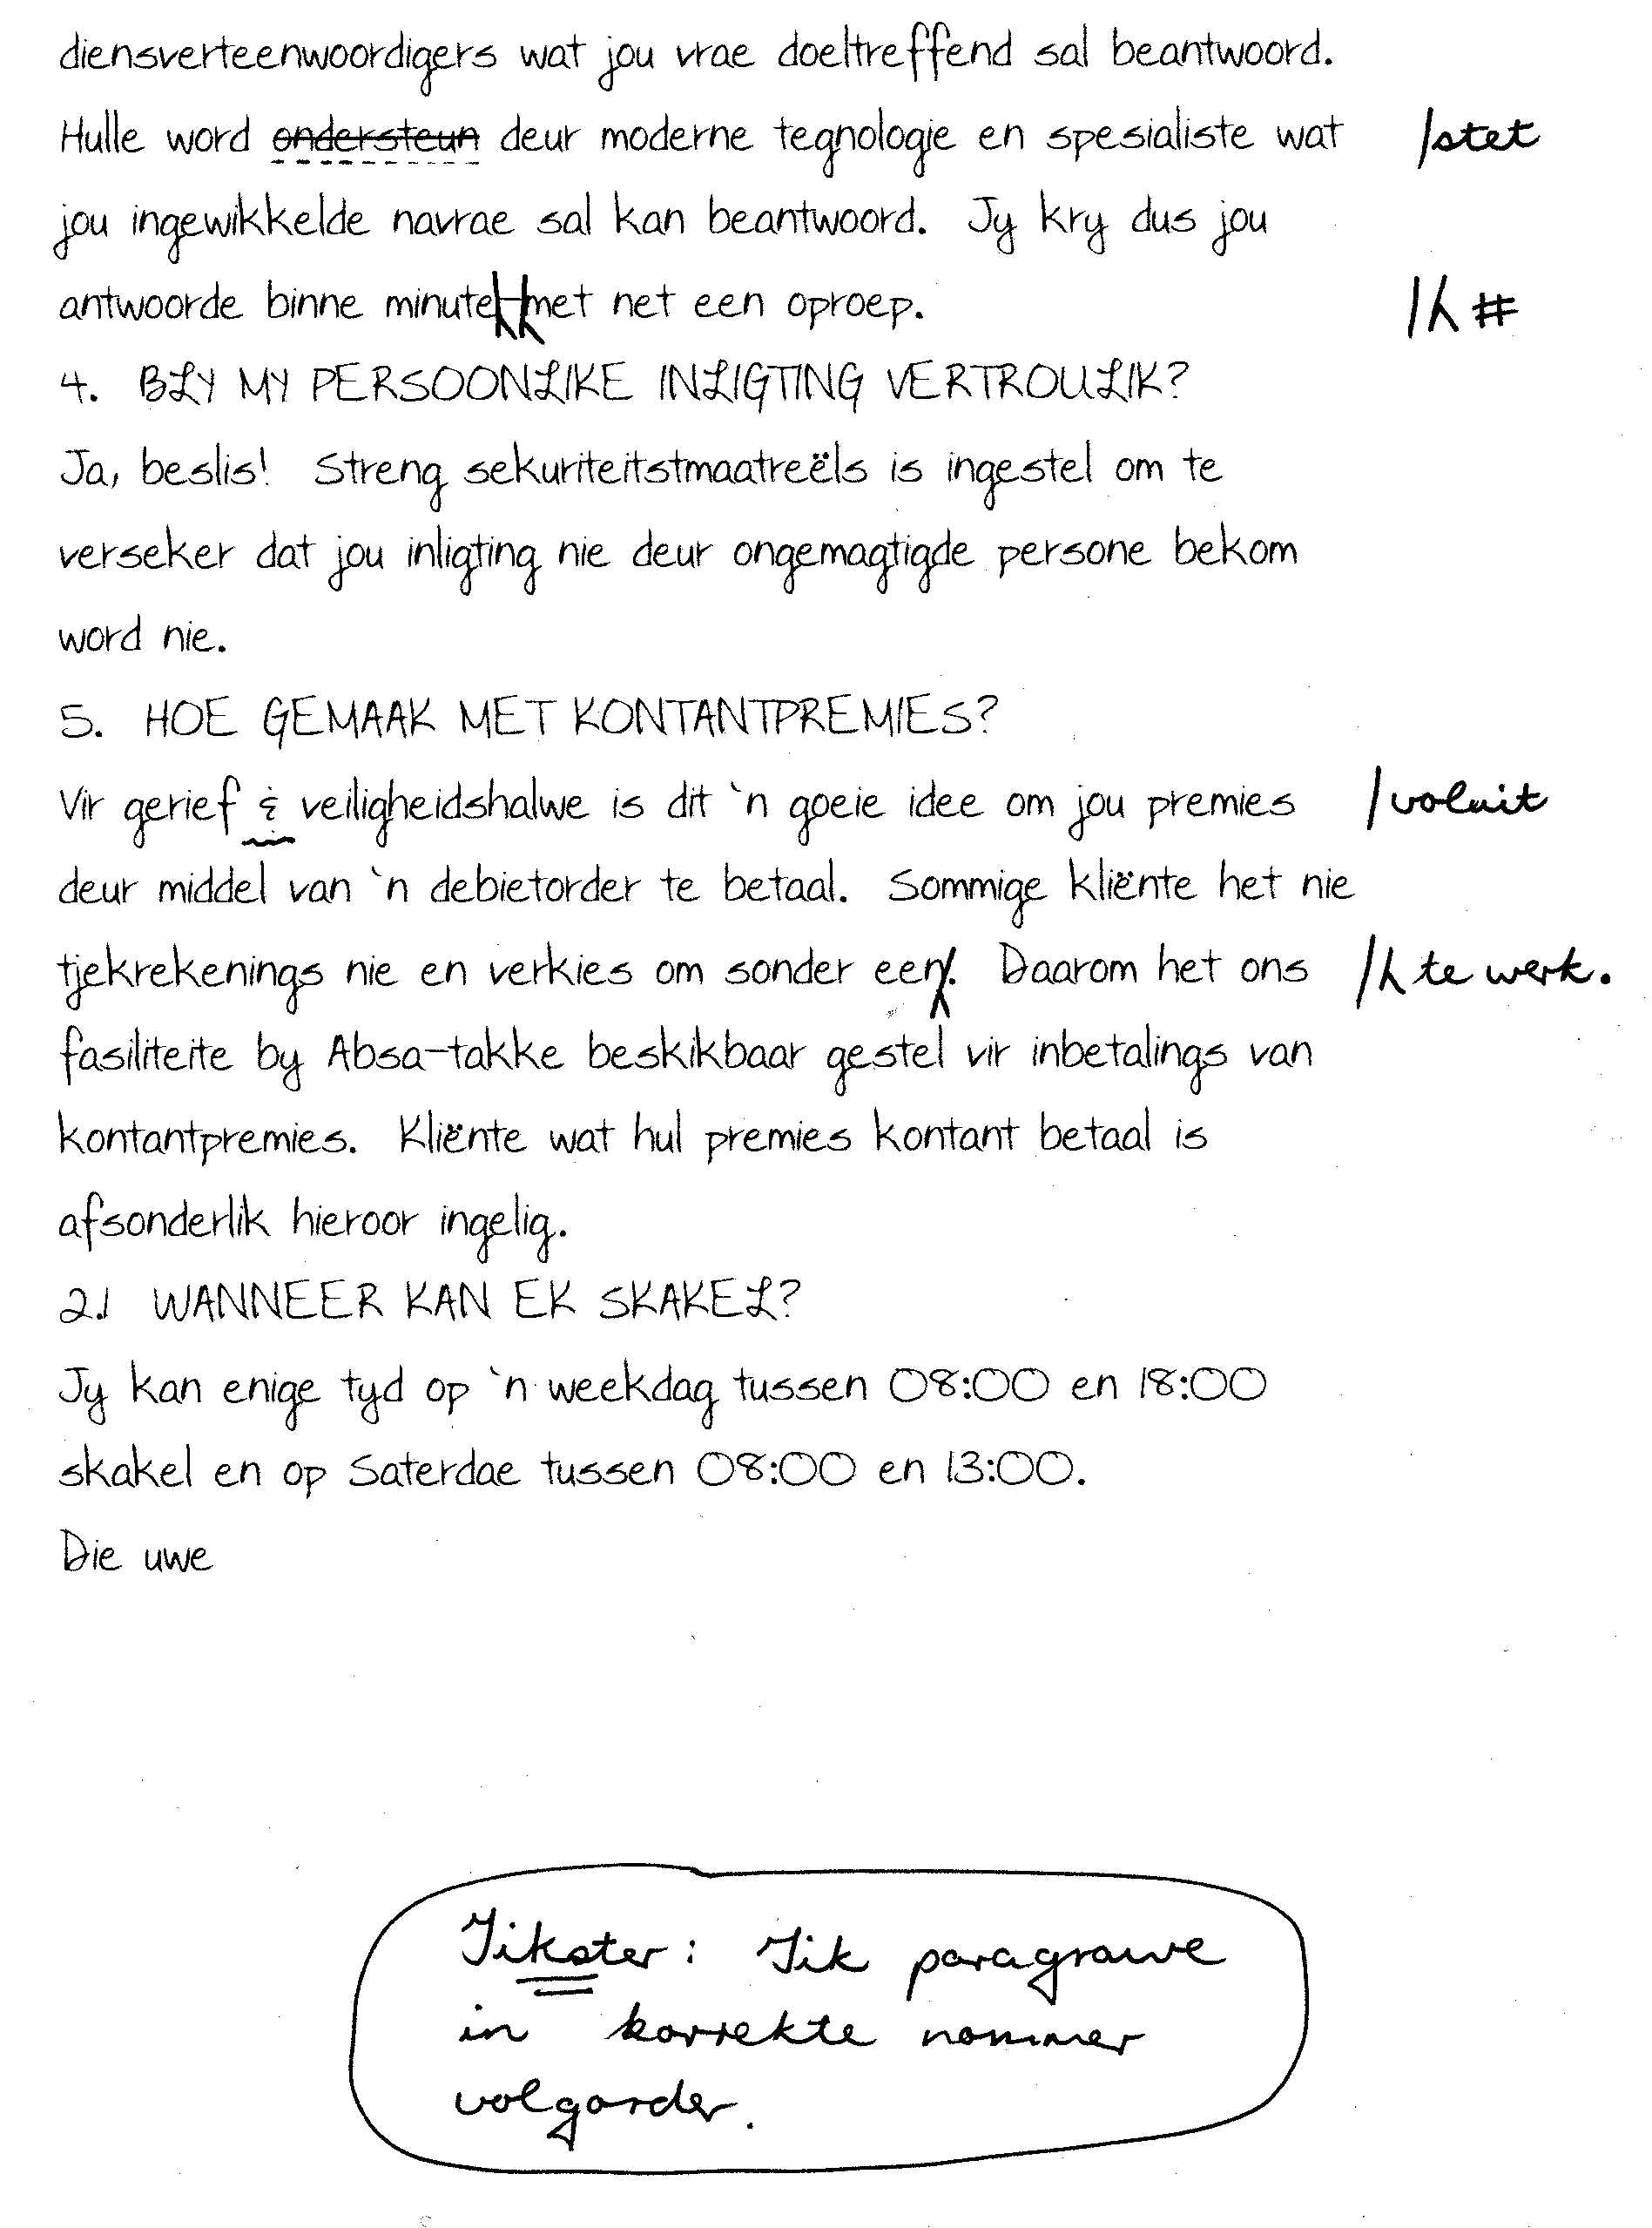 diensverteenwoordigers wat jou vrae doeltreffend sal beantwoord.
Hulle word ondersteun deur moderne tegnologie en spesialiste wat /stet
jou ingewikkelde navrae sal kan beantwoord. Jy kry dus jou
antwoorde binne minute met net een oproep. /⅄ #
4. BLY MY PERSOONLIKE INLIGTING VERTROULIK?
Ja, beslis! Streng sekuriteitstmaatreëls is ingestel om te
verseker dat jou inligting nie deur ongemagtigde persone bekom
word nie.
5. HOE GEMAAK MET KONTANTPREMIES?
Vir gerief & veiligheidshalwe is dit 'n goeie idee om jou premies /voluit
deur middel van 'n debietorder te betaal. Sommige kliënte het nie
tjekrekenings nie en verkies om sonder een. Daarom het ons /⅄ te werk.
fasiliteite by Absa-takke beskikbaar gestel vir inbetalings van
kontantpremies. Kliënte wat hul premies kontant betaal is
afsonderlik hieroor ingelig.
2. WANNEER KAN EK SKAKEL?
Jy kan enige tyd op 'n weekdag tussen 08:00 en 18:00
skakel en op Saterdae tussen 08:00 en 13:00.
Die uwe
Tikster: Tik paragrawe
in korrekte nommer
volgorder.